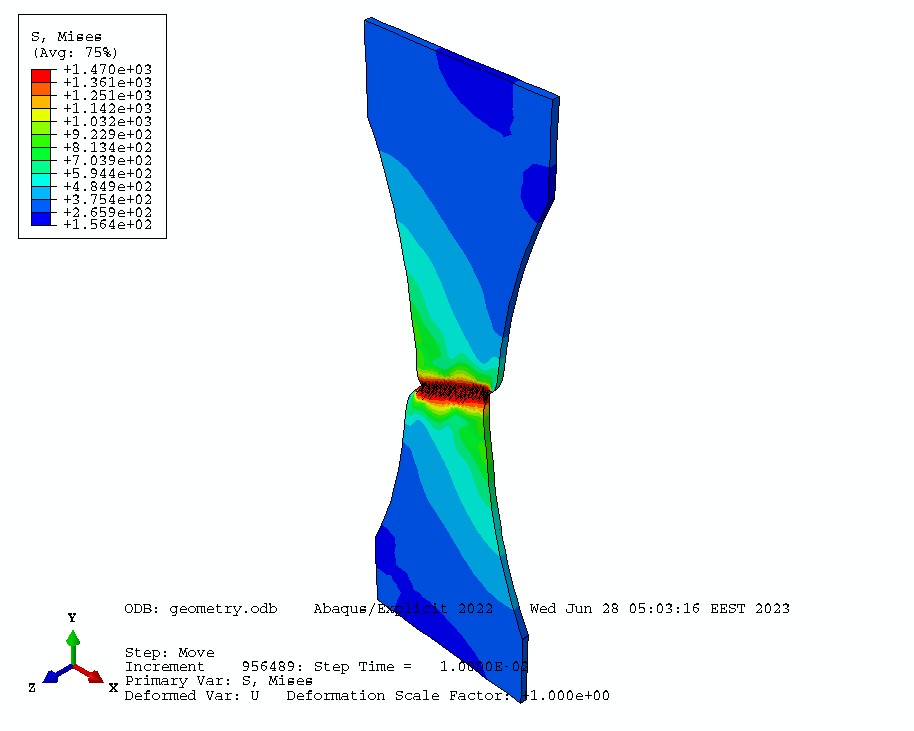 S, Mises
(Avg: 75%)
+1.470e+03
+1.361e+03
+1.251e+03
+1.142e+03
+1.032e+03
+9.229e+02
+8.134e+02
+7.039e+02
+5.944e+02
+4.849e+02
+3.754e+02
+2.659e+02
+1.564e+02
ODB: geometry.odb    Abaqus/Explicit 2022    Wed Jun 28 05:03:16 EEST 2023
Y
Z
X
Step: Move
Increment    956489: Step Time =    1.0000E-02
Primary Var: S, Mises
Deformed Var: U   Deformation Scale Factor: +1.000e+00